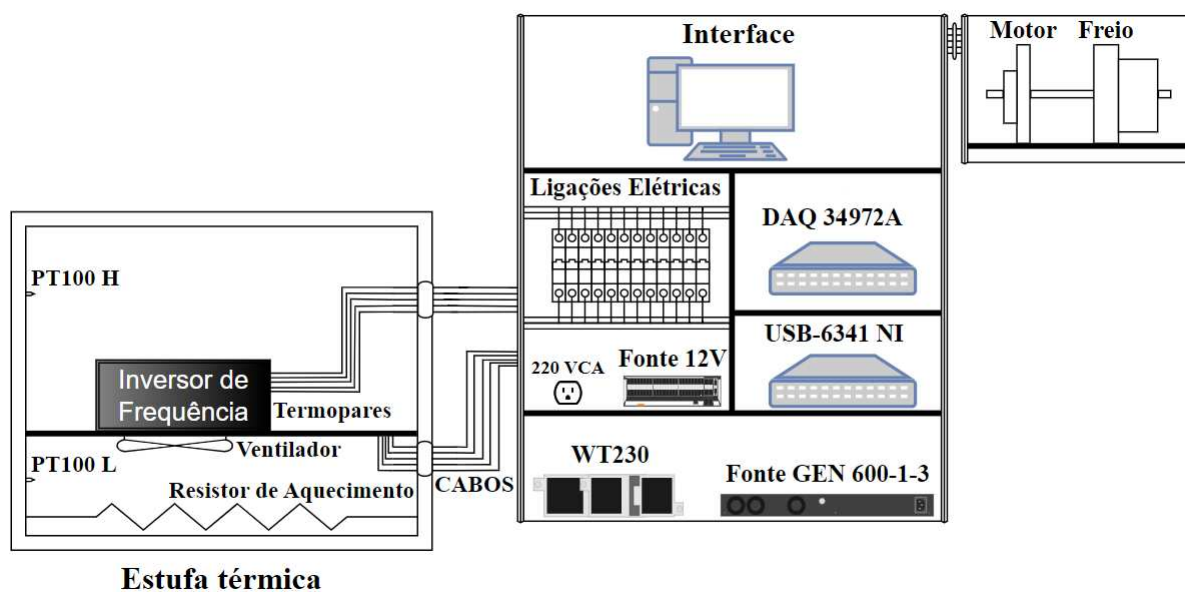 Interface
Motor
Freio
Ligações Elétricas
DAQ 34972A
PT100 H
USB-6341 NI
Fonte 12V
220 VCA
Inversor de
Frequência
Termopares
Ventilador
PT100 L
CABOS
WT230
Fonte GEN 600-1-3
Resistor de Aquecimento
Estufa térmica